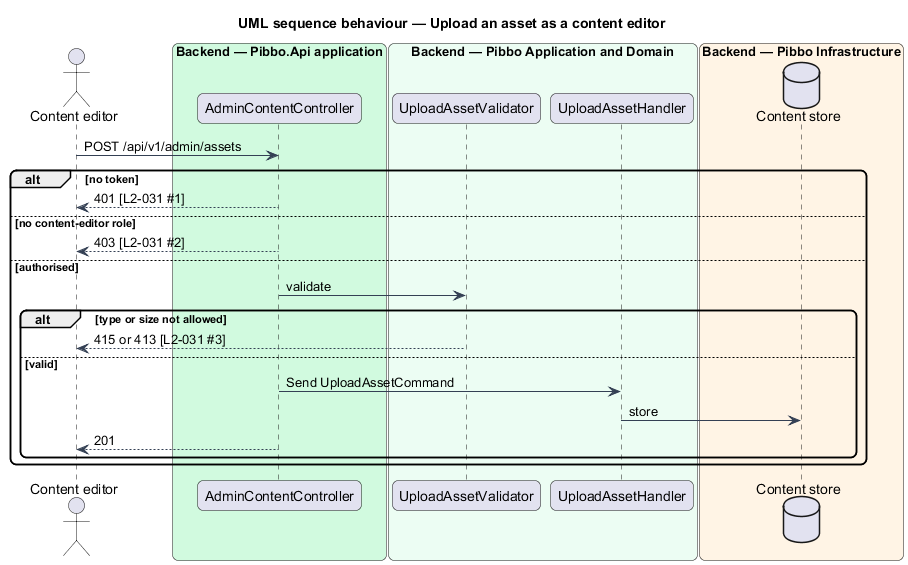 UML sequence behaviour — Upload an asset as a content editor
Backend — Pibbo.Api application
Backend — Pibbo Application and Domain
Backend — Pibbo Infrastructure
Content editor
AdminContentController
UploadAssetValidator
UploadAssetHandler
Content store
POST /api/v1/admin/assets
alt
[no token]
401 [L2-031 #1]
[no content-editor role]
403 [L2-031 #2]
[authorised]
validate
alt
[type or size not allowed]
415 or 413 [L2-031 #3]
[valid]
Send UploadAssetCommand
store
201
Content editor
AdminContentController
UploadAssetValidator
UploadAssetHandler
Content store